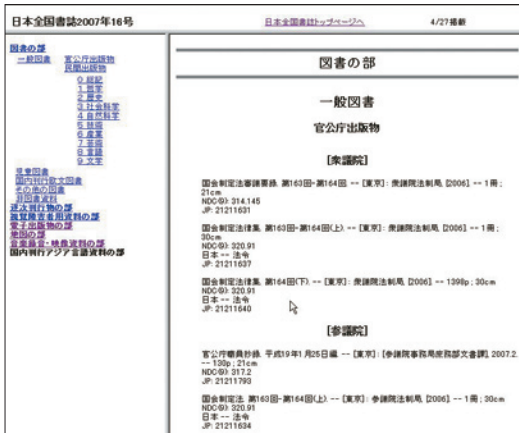 日本全国書誌2007年16号
日本全国書誌トップページへ
4/27掲載
図書の部
一般図書 官公庁出版物
民間出版物
0 総記
1 哲学
2 歴史
3 社会科学
4 自然科学
5 技術
6 産業
7 芸術
8 言語
9 文学
児童図書
国内刊行欧文図書
その他の図書
非図書資料
逐次刊行物の部
視覚障害者用資料の部
電子出版物の部
地図の部
音楽録音・映像資料の部
国内刊行アジア言語資料の部
図書の部
一般図書
官公庁出版物
[衆議院]
国会制定法審議要録. 第163回-第164回. -- [東京] : 衆議院法制局, [2006]. -- 1冊 ;
21cm
NDC(9): 314.145
JP: 21211631
国会制定法律集. 第163回-第164回(上). -- [東京] : 衆議院法制局, [2006]. -- 1冊 ;
30cm
NDC(9): 320.91
日本 -- 法令
JP: 21211637
国会制定法律集. 第164回(下). -- [東京] : 衆議院法制局, [2006]. -- 1398p ; 30cm
NDC(9): 320.91
日本 -- 法令
JP: 21211640
[参議院]
官公庁職員抄録. 平成19年1月25日編. -- [東京] : [参議院事務局庶務部文書課], 2007.2.
-- 130p ; 21cm
NDC(9): 317.2
JP: 21211793
国会制定法. 第163回-第164回(上). -- [東京] : 参議院法制局, [2006]. -- 1冊 ; 30cm
NDC(9): 320.91
日本 -- 法令
JP: 21211634